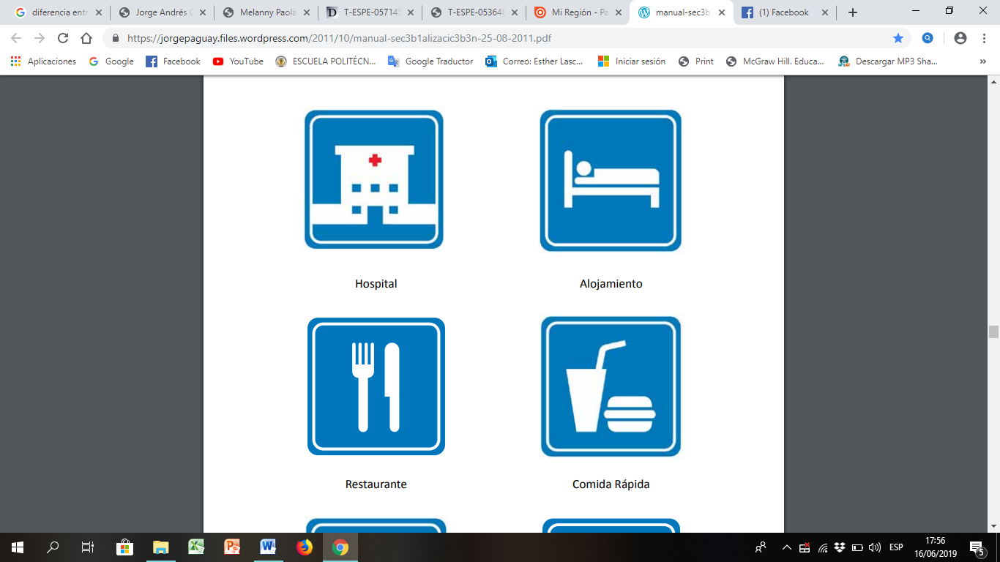 diferencia entr
Jorge Andrés
Melanny Paola
T-ESPE-057145
T-ESPE-053648
Mi Región - Pa
manual-sec3b
(1) Facebook
https://jorgepaguay.files.wordpress.com/2011/10/manual-sec3b1alizacic3b3n-25-08-2011.pdf
Aplicaciones
Google
Facebook
YouTube
ESCUELA POLITÉCN...
Google Traductor
Correo: Esther Lasc...
Iniciar sesión
Print
McGraw Hill. Educa...
Descargar MP3 Sha...
»
Hospital
Alojamiento
Restaurante
Comida Rápida
ESP
17:56
16/06/2019
5